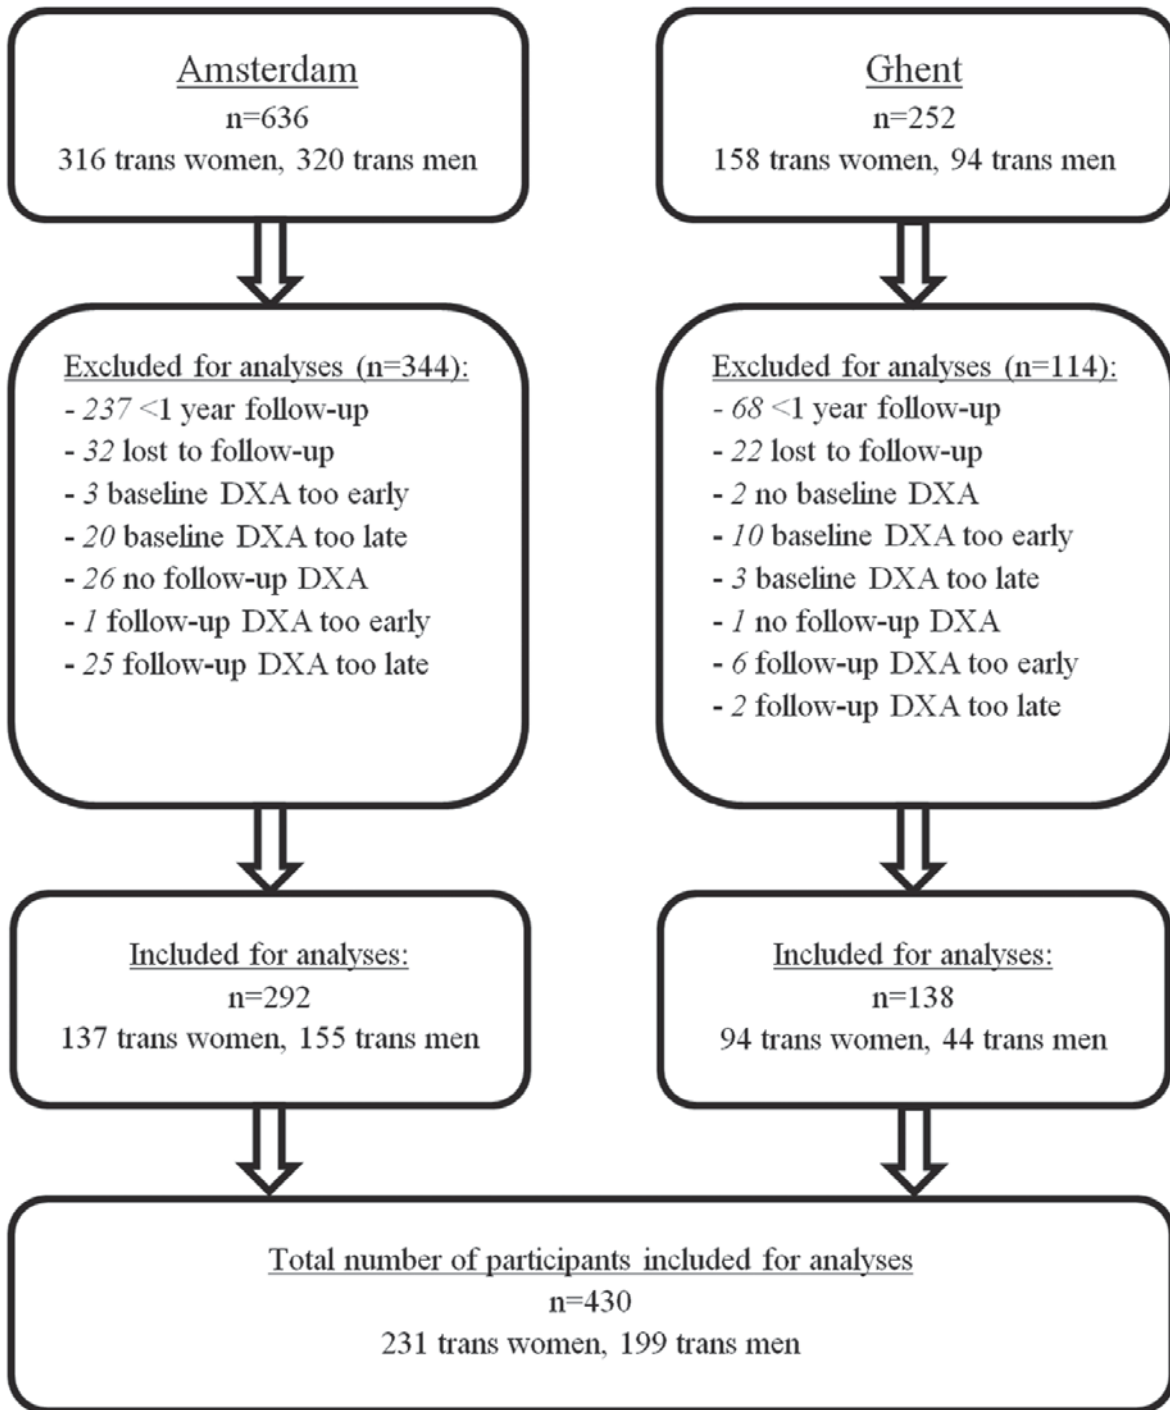 Amsterdam
n=636
316 trans women, 320 trans men
Excluded for analyses (n=344):
- 237 <1 year follow-up
- 32 lost to follow-up
- 3 baseline DXA too early
- 20 baseline DXA too late
- 26 no follow-up DXA
- 1 follow-up DXA too early
- 25 follow-up DXA too late
Included for analyses:
n=292
137 trans women, 155 trans men
Ghent
n=252
158 trans women, 94 trans men
Excluded for analyses (n=114):
- 68 <1 year follow-up
- 22 lost to follow-up
- 2 no baseline DXA
- 10 baseline DXA too early
- 3 baseline DXA too late
- 1 no follow-up DXA
- 6 follow-up DXA too early
- 2 follow-up DXA too late
Included for analyses:
n=138
94 trans women, 44 trans men
Total number of participants included for analyses
n=430
231 trans women, 199 trans men